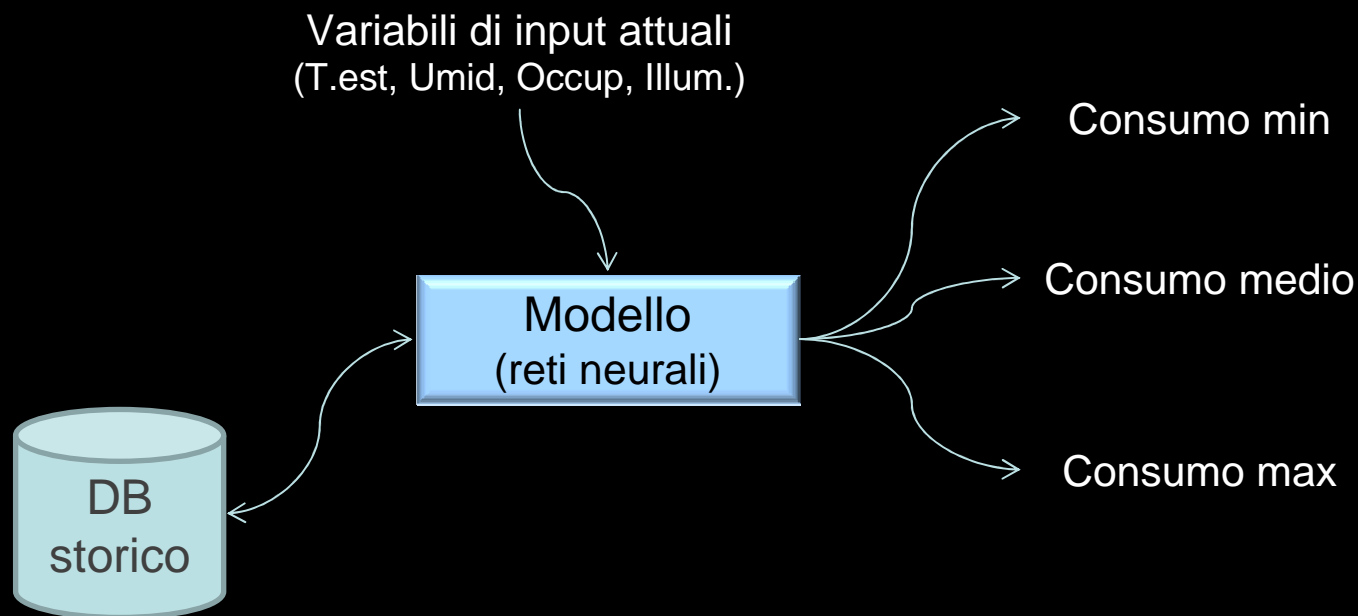 Variabili di input attuali
(T.est, Umid, Occup, Illum.)
Consumo min
Consumo medio
Modello
(reti neurali)
Consumo max
DB
storico